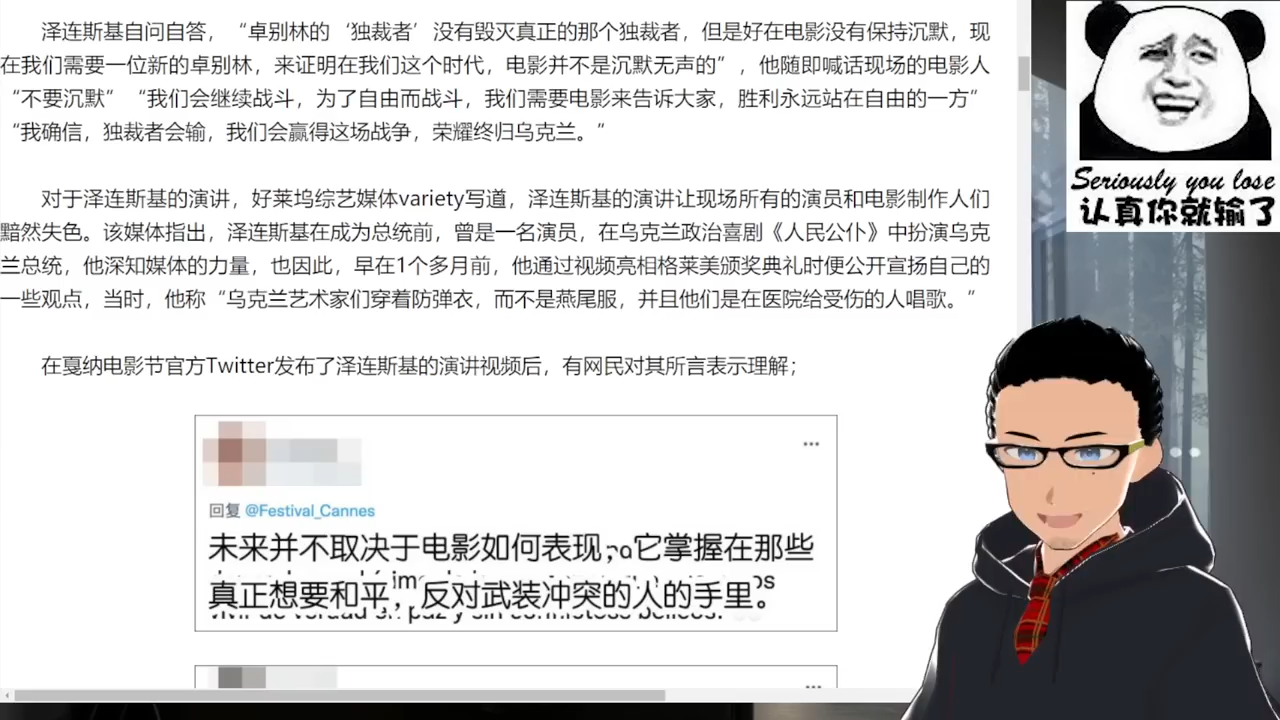 泽连斯基自问自答，“卓别林的‘独裁者’没有毁灭真正的那个独裁者，但是好在电影没有保持沉默，现
在我们需要一位新的卓别林，来证明在我们这个时代，电影并不是沉默无声的”，他随即喊话现场的电影人
“不要沉默”“我们会继续战斗，为了自由而战斗，我们需要电影来告诉大家，胜利永远站在自由的一方”
“我确信，独裁者会输，我们会赢得这场战争，荣耀终归乌克兰。”
对于泽连斯基的演讲，好莱坞综艺媒体variety写道，泽连斯基的演讲让现场所有的演员和电影制作人们
黯然失色。该媒体指出，泽连斯基在成为总统前，曾是一名演员，在乌克兰政治喜剧《人民公仆》中扮演乌克
兰总统，他深知媒体的力量，也因此，早在1个多月前，他通过视频亮相格莱美颁奖典礼时便公开宣扬自己的
一些观点，当时，他称“乌克兰艺术家们穿着防弹衣，而不是燕尾服，并且他们是在医院给受伤的人唱歌。”
在戛纳电影节官方Twitter发布了泽连斯基的演讲视频后，有网民对其所言表示理解；
回复 @Festival_Cannes
未来并不取决于电影如何表现，它掌握在那些
真正想要和平，反对武装冲突的人的手里。
Seriously you lose
认真你就输了